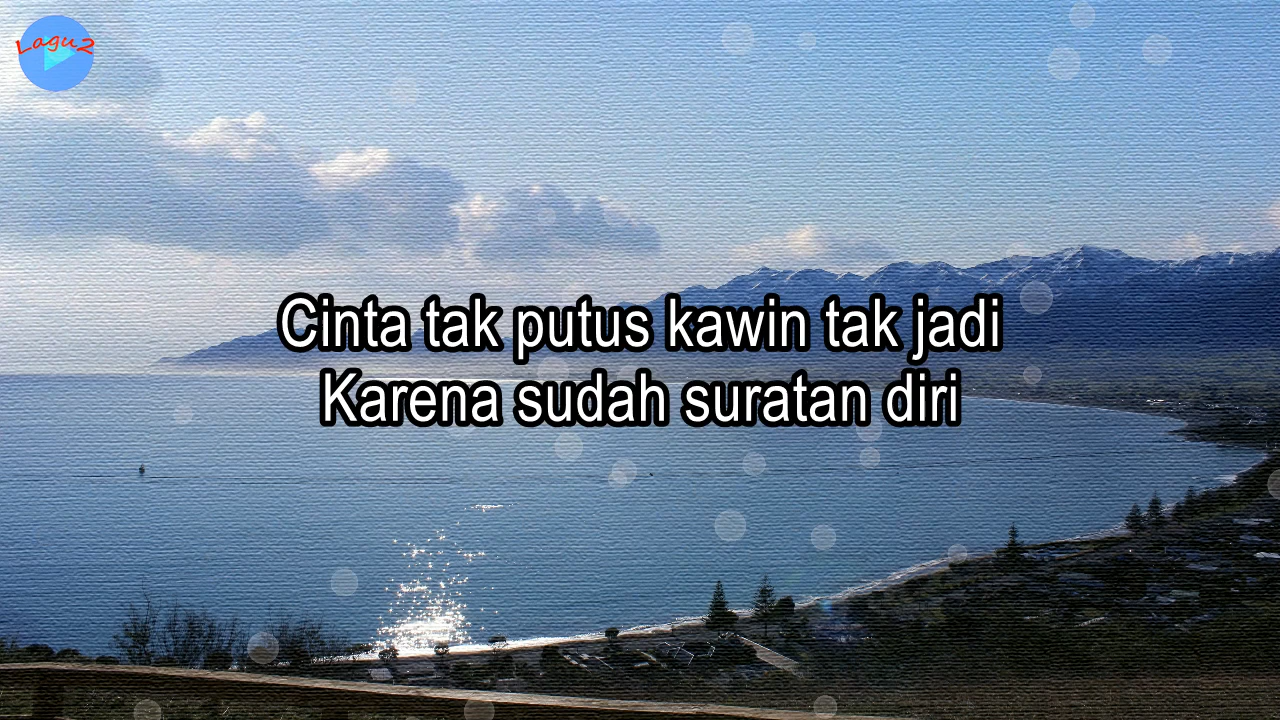 Lagu2
Cinta tak putus kawin tak jadi
Karena sudah suratan diri